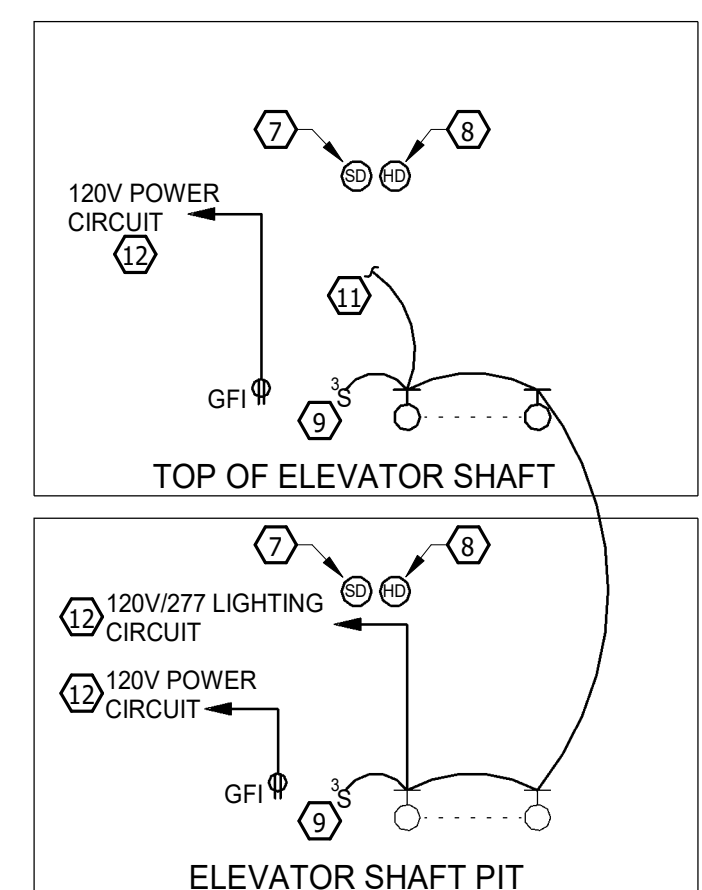 7
8
SD HD
120V POWER
CIRCUIT
12
11
GFI
3
S
9
TOP OF ELEVATOR SHAFT
7
8
SD HD
12 120V/277 LIGHTING
CIRCUIT
12 120V POWER
CIRCUIT
GFI
3
S
9
ELEVATOR SHAFT PIT